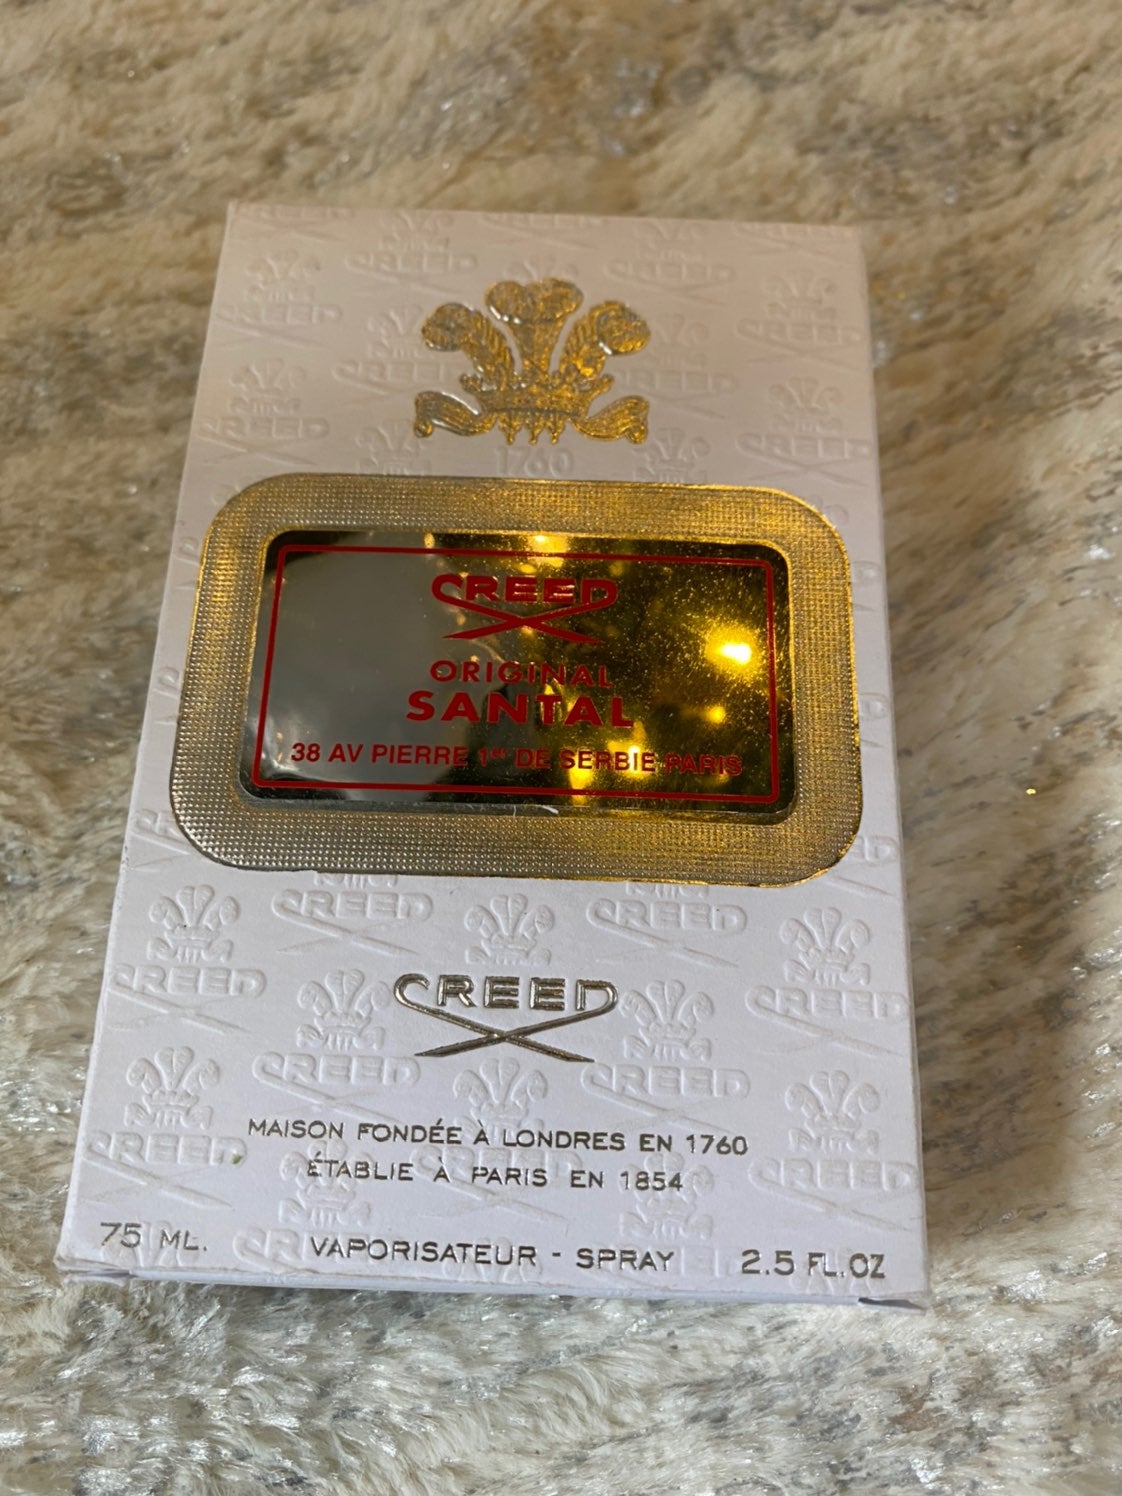 1760
CREED
ORIGINAL
SANTAL
38 AV PIERRE 1er DE SERBIE PARIS
CREED
MAISON FONDÉE À LONDRES EN 1760
ÉTABLIE À PARIS EN 1854
75 ML. VAPORISATEUR - SPRAY 2.5 FL.OZ